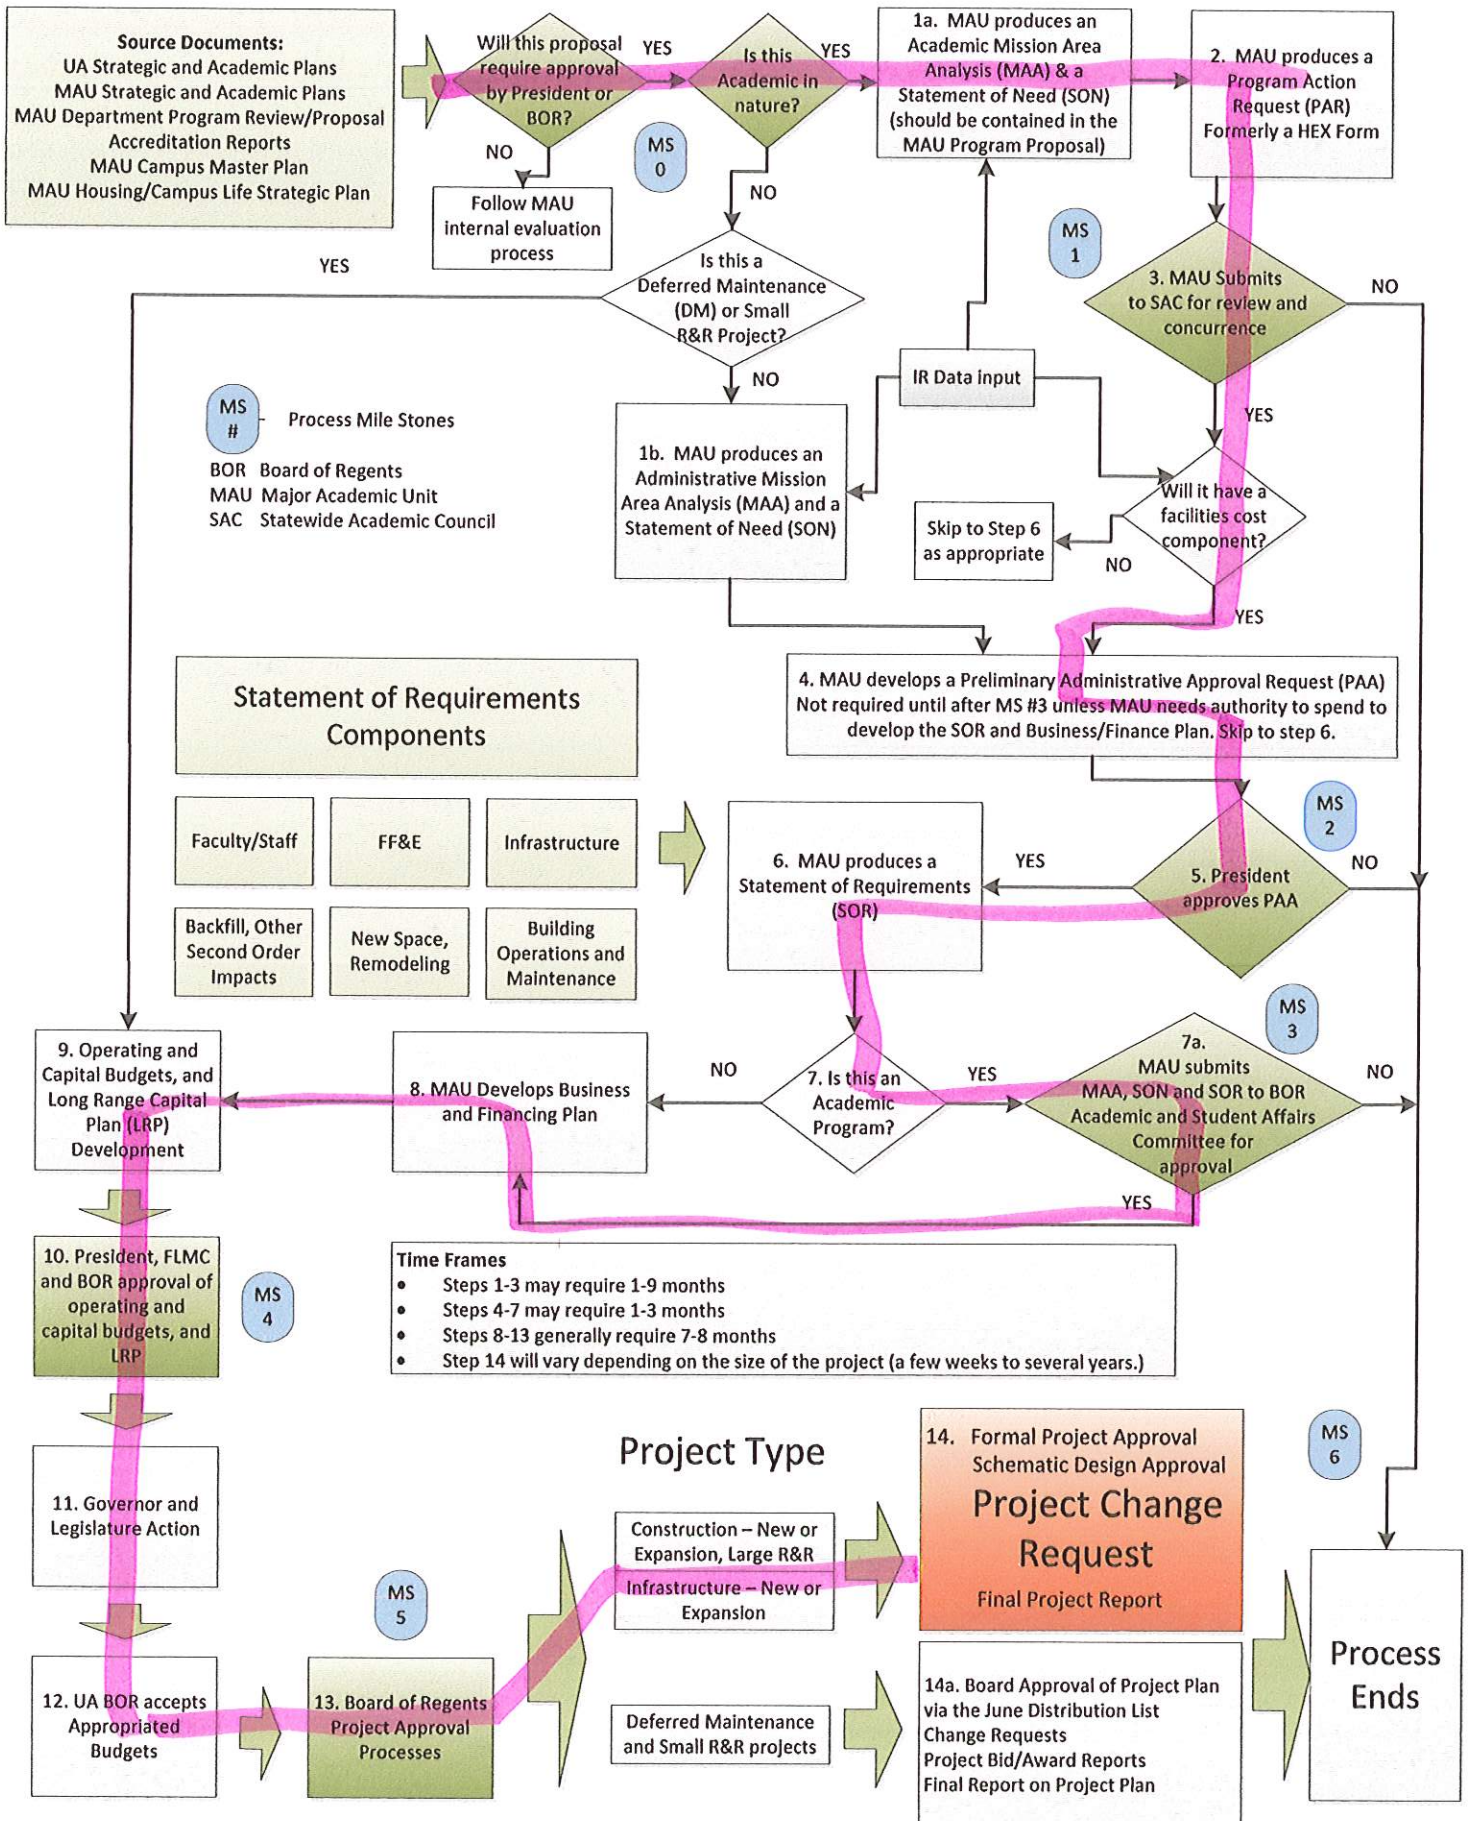 Source Documents:
UA Strategic and Academic Plans
MAU Strategic and Academic Plans
MAU Department Program Review/Proposal
Accreditation Reports
MAU Campus Master Plan
MAU Housing/Campus Life Strategic Plan
Will this proposal
require approval
by President or
BOR?
YES
NO
Follow MAU
internal evaluation
process
MS
0
Is this
Academic in
nature?
YES
NO
1a. MAU produces an
Academic Mission Area
Analysis (MAA) & a
Statement of Need (SON)
(should be contained in the
MAU Program Proposal)
2. MAU produces a
Program Action
Request (PAR)
Formerly a HEX Form
MS
1
3. MAU Submits
to SAC for review and
concurrence
NO
YES
YES
Is this a
Deferred Maintenance
(DM) or Small
R&R Project?
NO
IR Data input
MS
#
Process Mile Stones
BOR Board of Regents
MAU Major Academic Unit
SAC Statewide Academic Council
1b. MAU produces an
Administrative Mission
Area Analysis (MAA) and a
Statement of Need (SON)
Will it have a
facilities cost
component?
Skip to Step 6
as appropriate
NO
YES
4. MAU develops a Preliminary Administrative Approval Request (PAA)
Not required until after MS #3 unless MAU needs authority to spend to
develop the SOR and Business/Finance Plan. Skip to step 6.
Statement of Requirements
Components
Faculty/Staff
FF&E
Infrastructure
Backfill, Other
Second Order
Impacts
New Space,
Remodeling
Building
Operations and
Maintenance
MS
2
5. President
approves PAA
NO
YES
6. MAU produces a
Statement of Requirements
(SOR)
MS
3
7. Is this an
Academic
Program?
YES
NO
7a.
MAU submits
MAA, SON and SOR to BOR
Academic and Student Affairs
Committee for
approval
NO
YES
8. MAU Develops Business
and Financing Plan
9. Operating and
Capital Budgets, and
Long Range Capital
Plan (LRP)
Development
10. President, FLMC
and BOR approval of
operating and
capital budgets, and
LRP
MS
4
Time Frames
• Steps 1-3 may require 1-9 months
• Steps 4-7 may require 1-3 months
• Steps 8-13 generally require 7-8 months
• Step 14 will vary depending on the size of the project (a few weeks to several years.)
11. Governor and
Legislature Action
12. UA BOR accepts
Appropriated
Budgets
MS
5
13. Board of Regents
Project Approval
Processes
Project Type
Construction – New or
Expansion, Large R&R
Infrastructure – New or
Expansion
Deferred Maintenance
and Small R&R projects
14. Formal Project Approval
Schematic Design Approval
Project Change
Request
Final Project Report
14a. Board Approval of Project Plan
via the June Distribution List
Change Requests
Project Bid/Award Reports
Final Report on Project Plan
MS
6
Process
Ends